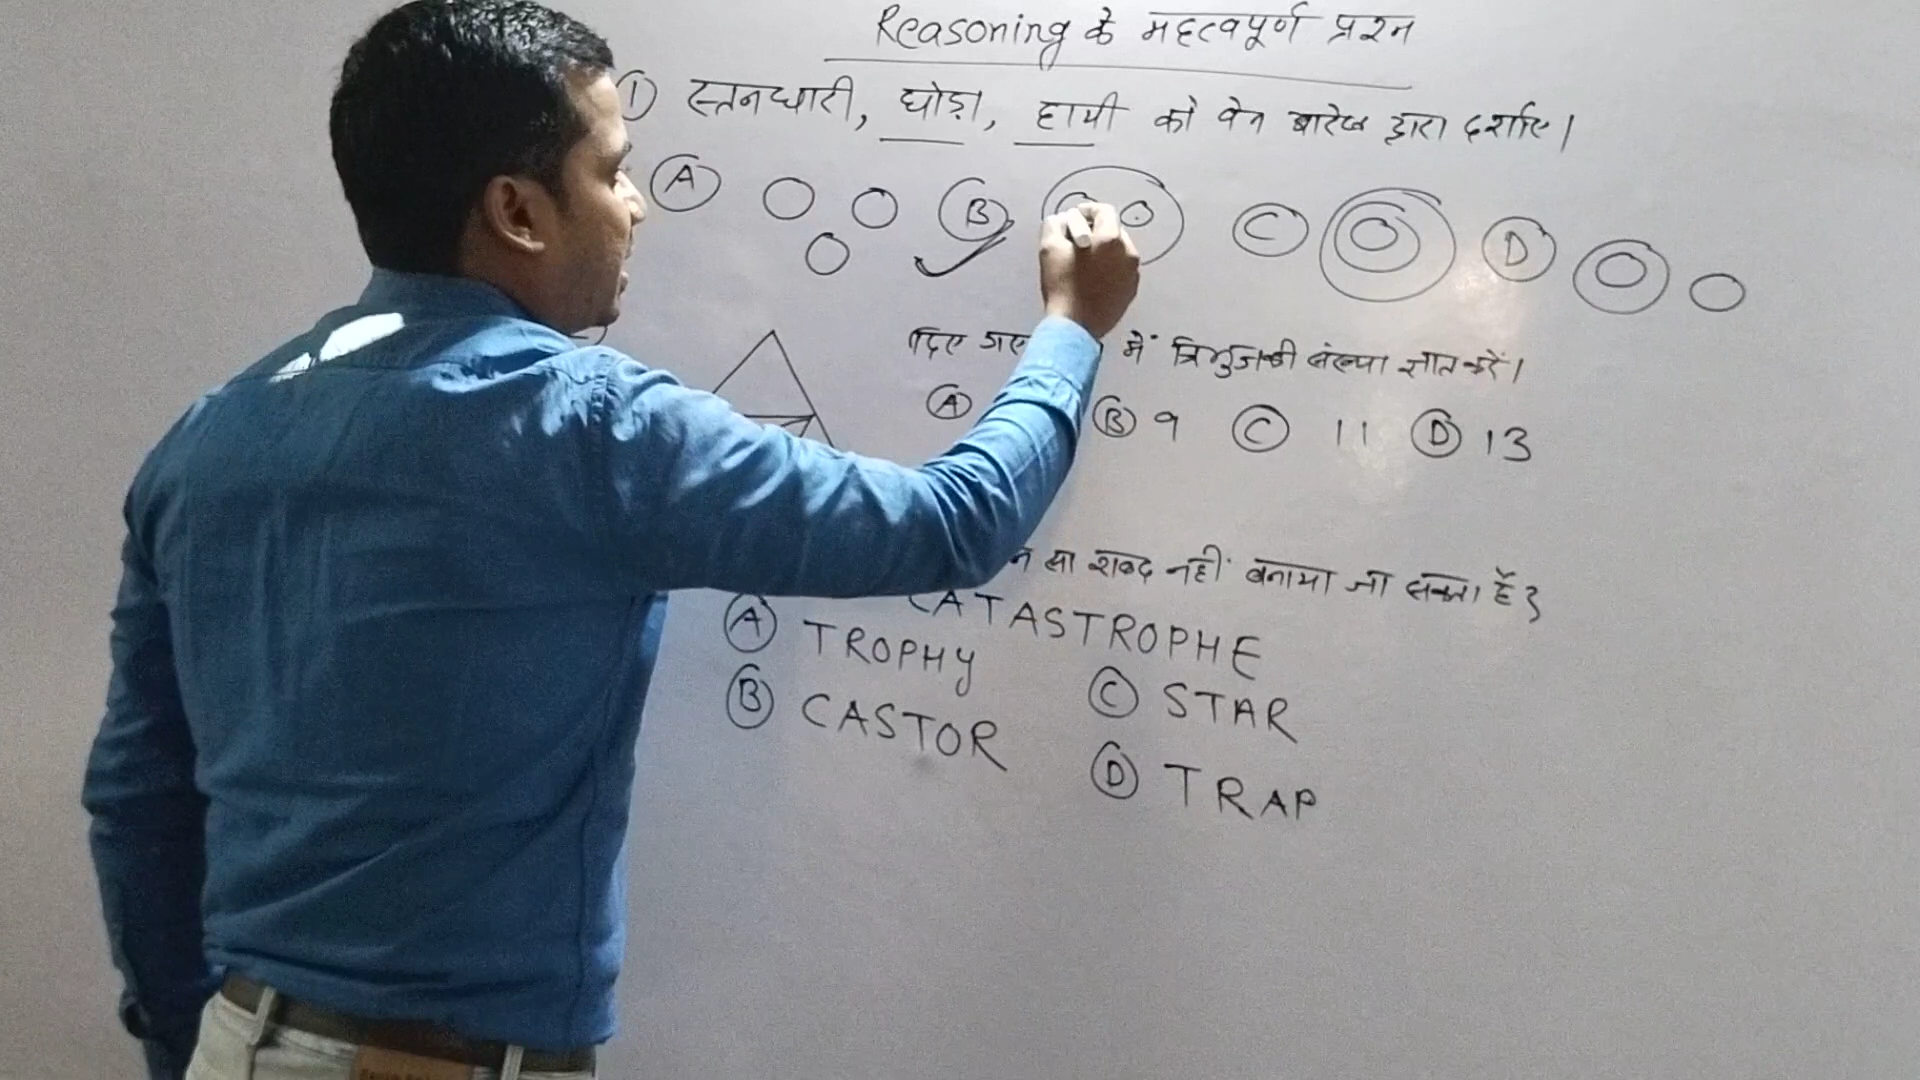 Reasoning के महत्वपूर्ण प्रश्न
① स्तनधारी, घोड़ा, हाथी को वेन आरेख द्वारा दर्शाए।
A B C D
दिए गए में त्रिभुज की संख्या ज्ञात करें।
A B 9 C 11 D 13
सा शब्द नहीं बनाया जा सकता है?
CATASTROPHE
A TROPHY
B CASTOR
C STAR
D TRAP